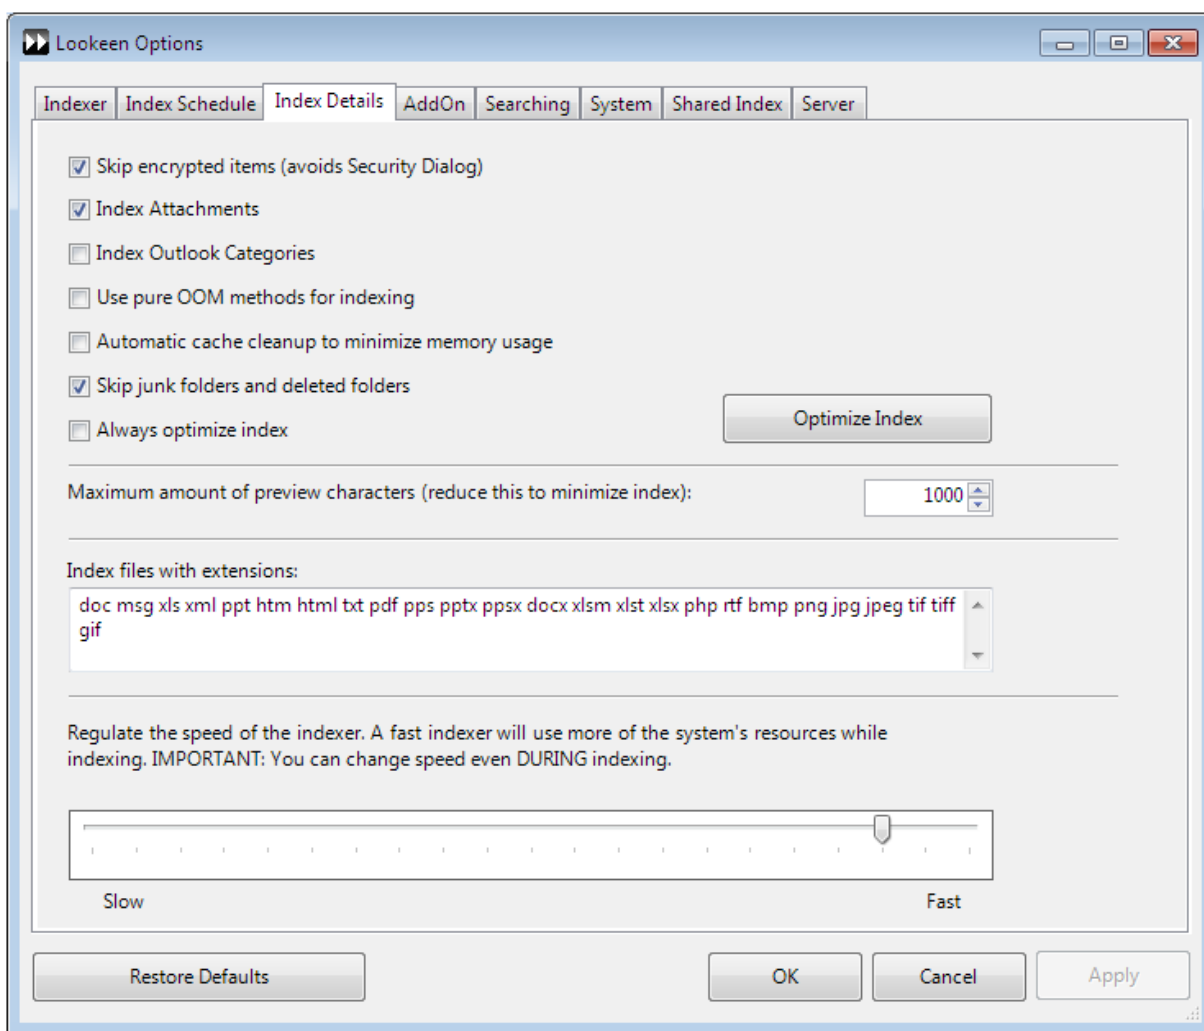 Lookeen Options
Indexer Index Schedule Index Details AddOn Searching System Shared Index Server
Skip encrypted items (avoids Security Dialog)
Index Attachments
Index Outlook Categories
Use pure OOM methods for indexing
Automatic cache cleanup to minimize memory usage
Skip junk folders and deleted folders
Always optimize index
Optimize Index
Maximum amount of preview characters (reduce this to minimize index):
1000
Index files with extensions:
doc msg xls xml ppt htm html txt pdf pps pptx ppsx docx xlsm xlst xlsx php rtf bmp png jpg jpeg tif tiff
gif
Regulate the speed of the indexer. A fast indexer will use more of the system's resources while
indexing. IMPORTANT: You can change speed even DURING indexing.
Slow Fast
Restore Defaults OK Cancel Apply